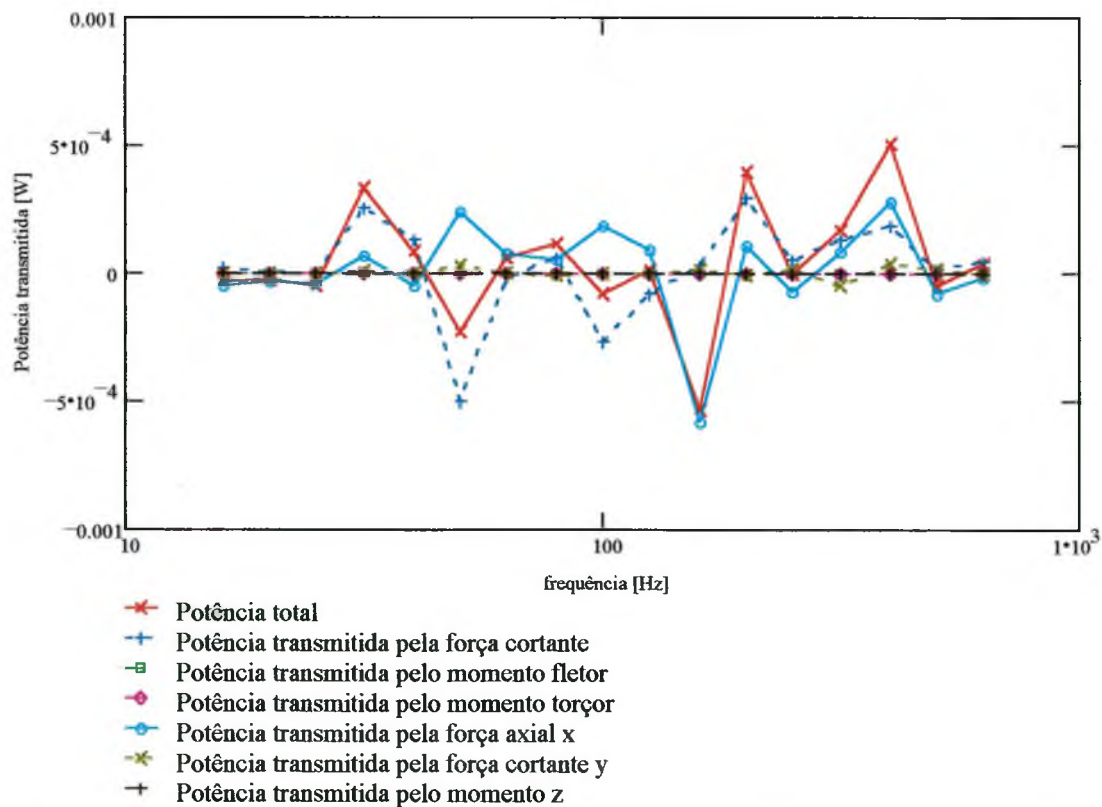 0.001
5*10⁻⁴
0
−5*10⁻⁴
−0.001
Potência transmitida [W]
10
100
1*10³
frequência [Hz]
Potência total
Potência transmitida pela força cortante
Potência transmitida pelo momento fletor
Potência transmitida pelo momento torçor
Potência transmitida pela força axial x
Potência transmitida pela força cortante y
Potência transmitida pelo momento z